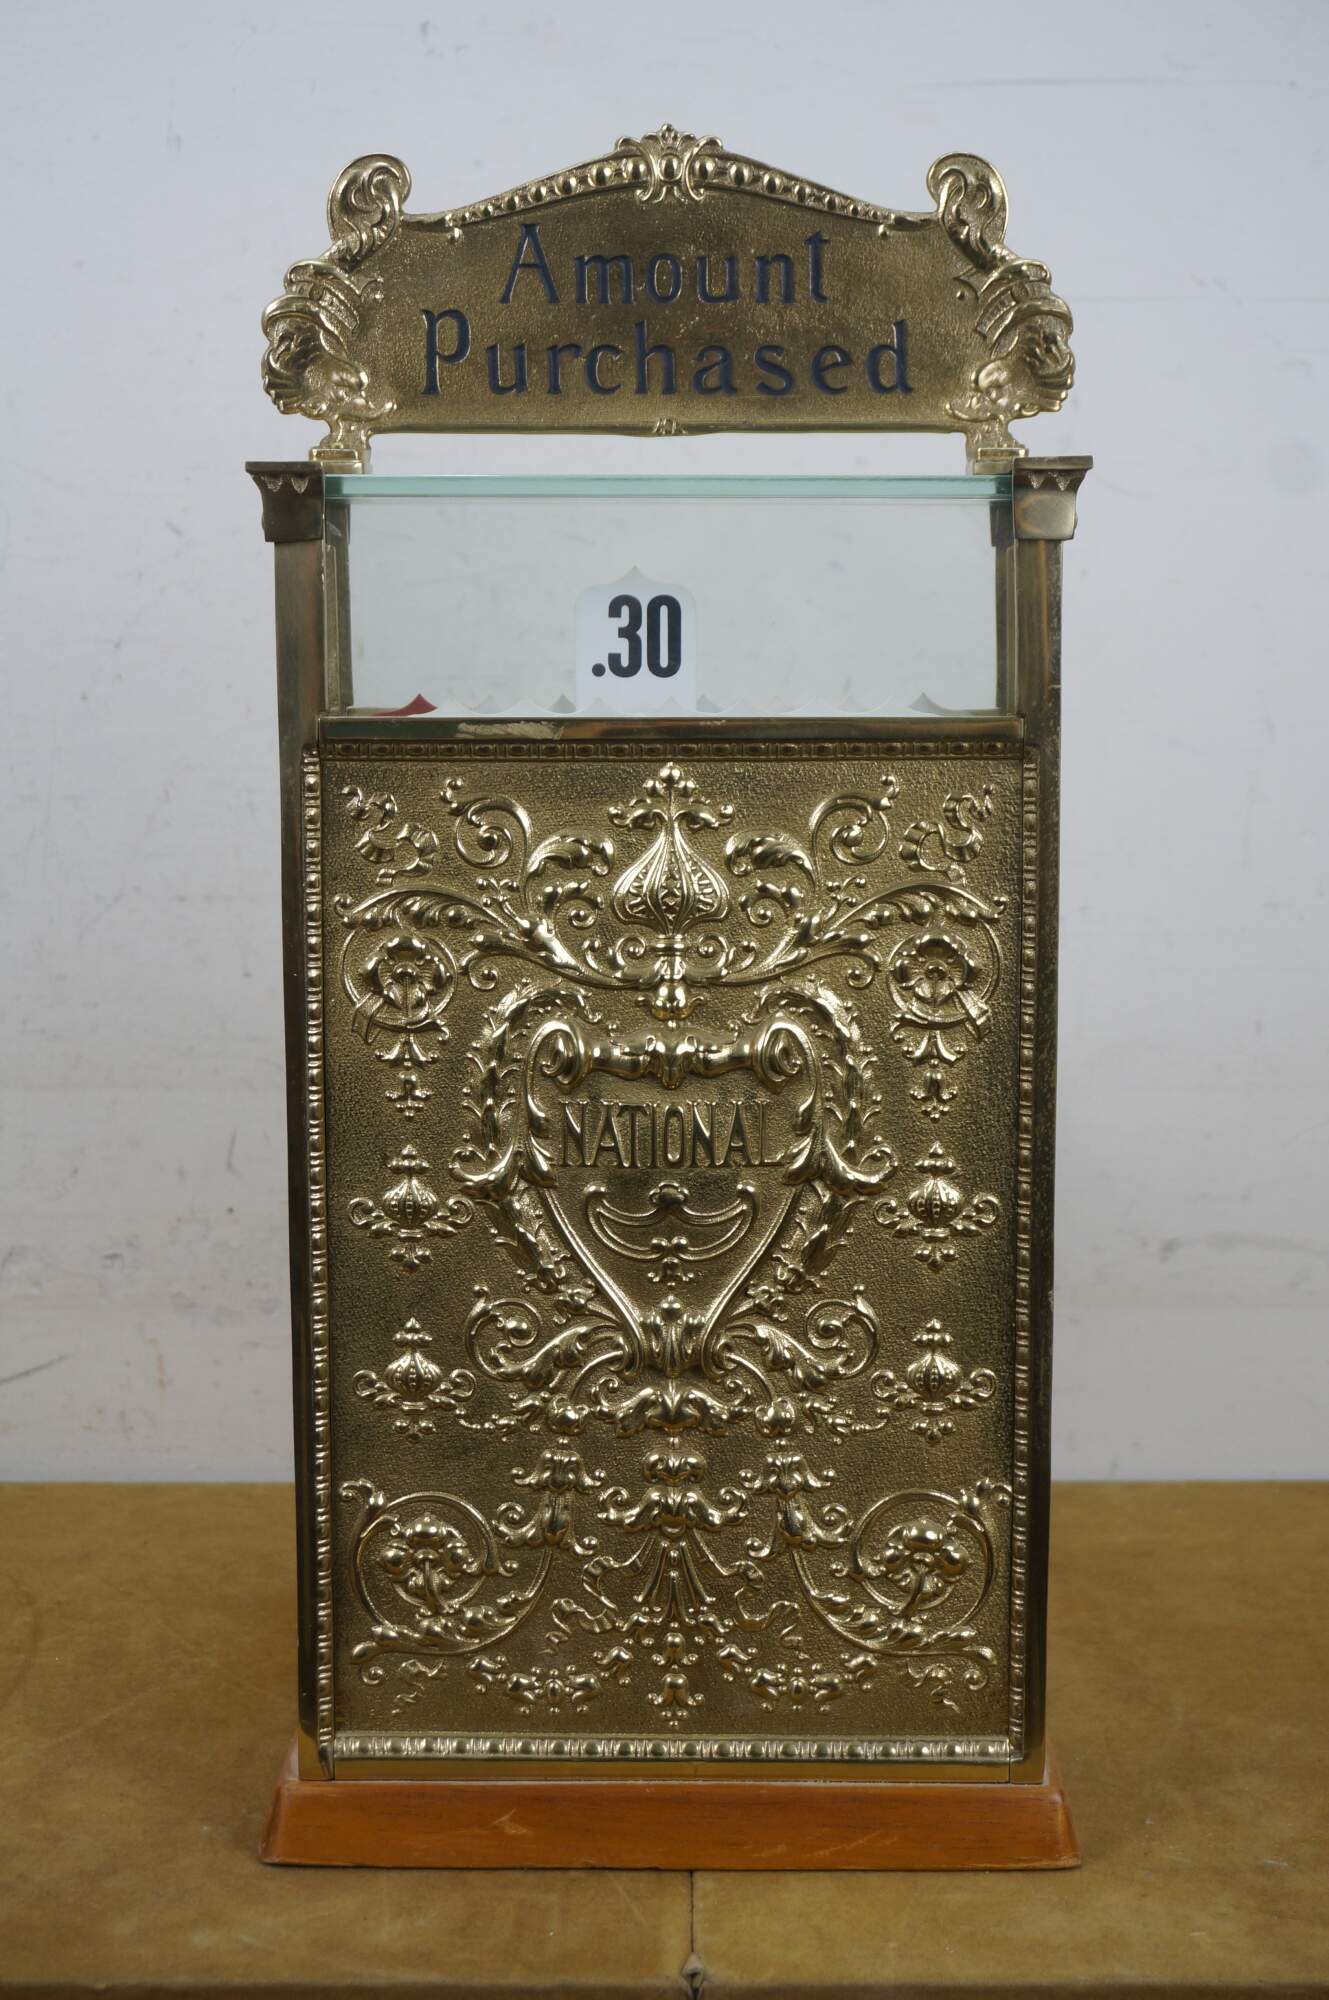 Amount
Purchased
.30
NATIONAL